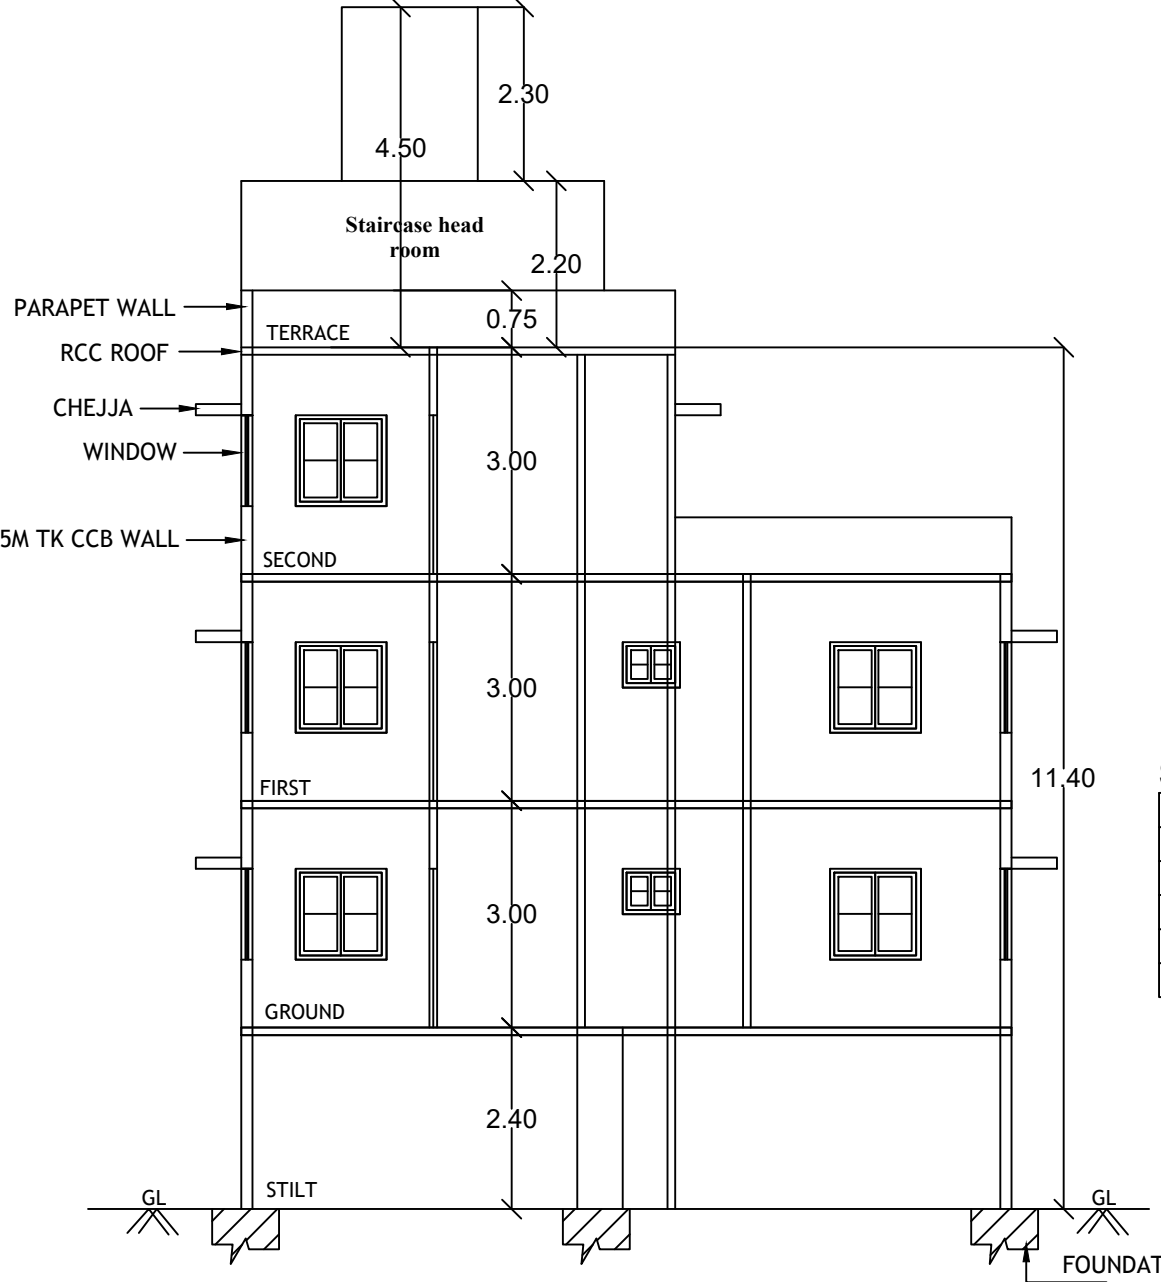 2.30
4.50
Staircase head
room
2.20
PARAPET WALL
0.75
TERRACE
RCC ROOF
CHEJJA
WINDOW
3.00
5M TK CCB WALL
SECOND
3.00
FIRST
11.40
3.00
GROUND
2.40
STILT
GL
GL
FOUNDAT